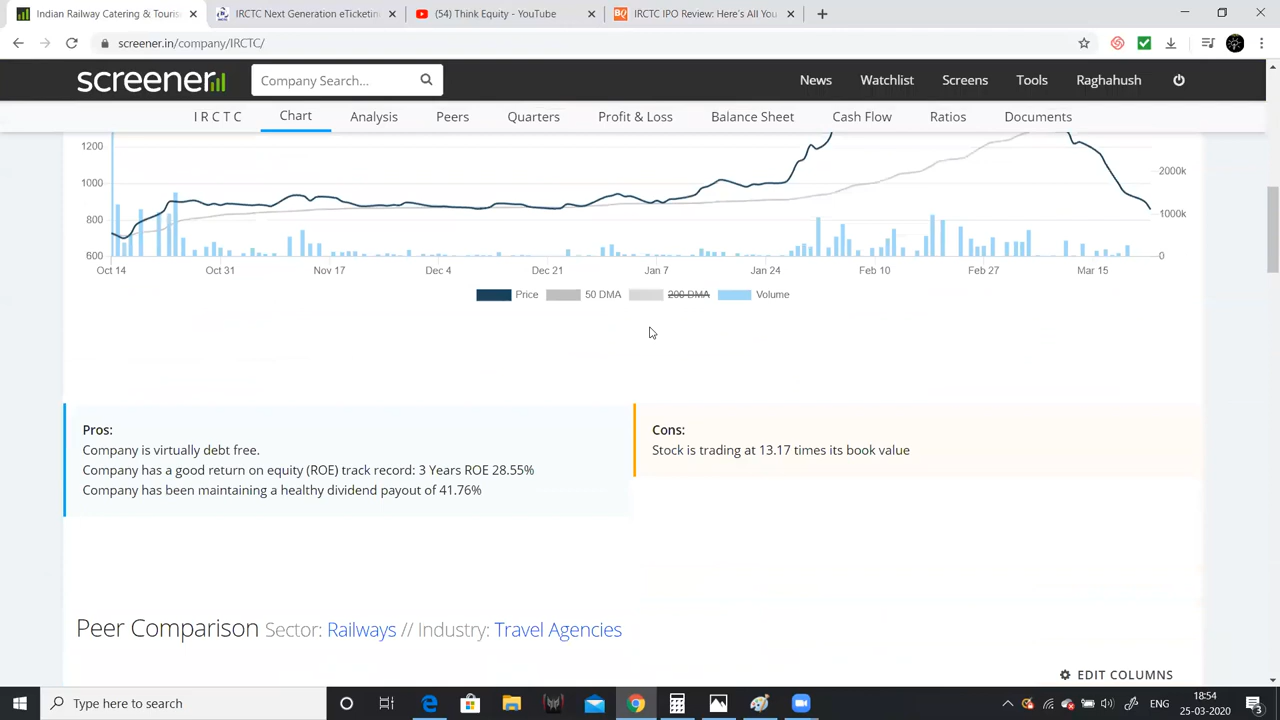 Indian Railway Catering & Touris
IRCTC Next Generation eTicketin
(54) Think Equity - YouTube
BQ IRCTC IPO Review: Here's All You
screener.in/company/IRCTC/
screener
Company Search...
News
Watchlist
Screens
Tools
Raghahush
I R C T C
Chart
Analysis
Peers
Quarters
Profit & Loss
Balance Sheet
Cash Flow
Ratios
Documents
1200
1000
800
600
2000k
1000k
0
Oct 14
Oct 31
Nov 17
Dec 4
Dec 21
Jan 7
Jan 24
Feb 10
Feb 27
Mar 15
Price
50 DMA
200 DMA
Volume
Pros:
Company is virtually debt free.
Company has a good return on equity (ROE) track record: 3 Years ROE 28.55%
Company has been maintaining a healthy dividend payout of 41.76%
Cons:
Stock is trading at 13.17 times its book value
Peer Comparison Sector: Railways // Industry: Travel Agencies
EDIT COLUMNS
Type here to search
ENG
18:54
25-03-2020
3